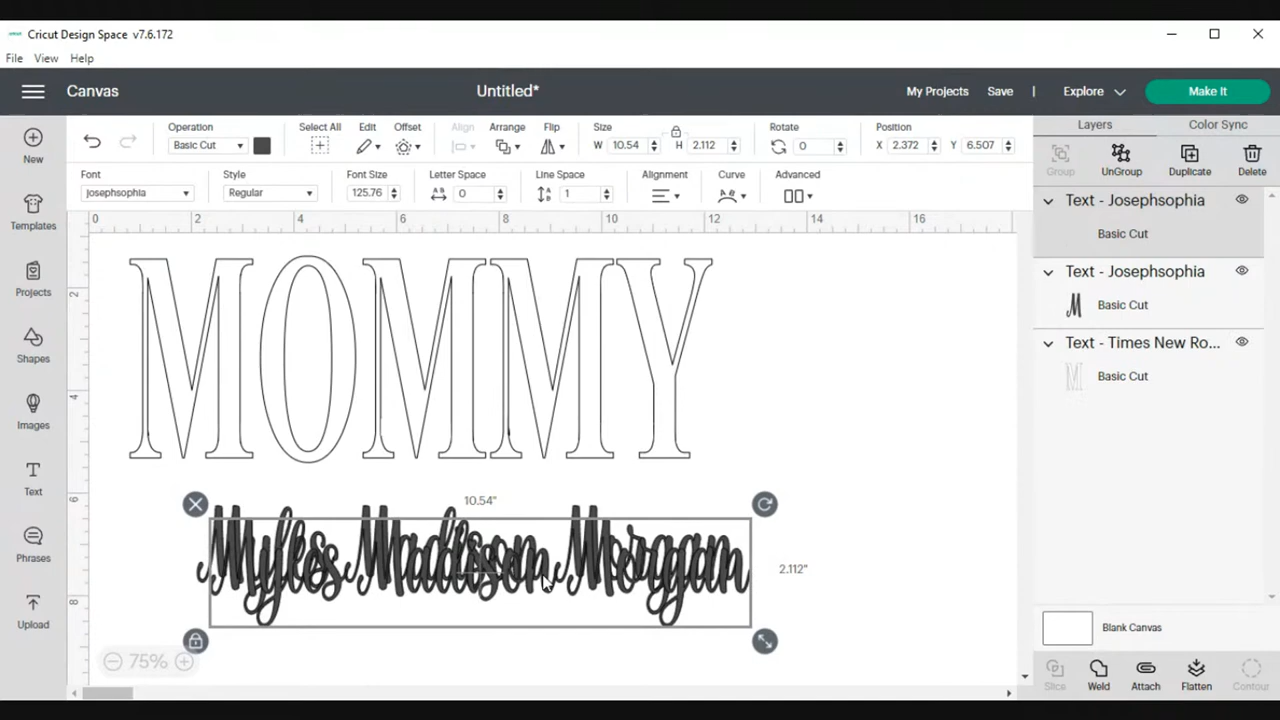 Cricut Design Space v7.6.172
File View Help
Canvas Untitled* My Projects Save | Explore Make It
Operation Select All Edit Offset Align Arrange Flip Size Rotate Position
Basic Cut W 10.54 H 2.112 0 X 2.372 Y 6.507
Font Style Font Size Letter Space Line Space Alignment Curve Advanced
Josephsophia Regular 125.76 0 1
Layers Color Sync
Group UnGroup Duplicate Delete
New
Templates
Projects
Shapes
Images
Text
Phrases
Upload
0 2 4 6 8 10 12 14 16
2
4
6
8
MOMMY
10.54"
Myles Madison Morgan
2.112"
75%
Text - Josephsophia
Basic Cut
Text - Josephsophia
M Basic Cut
Text - Times New Ro...
M Basic Cut
Blank Canvas
Slice Weld Attach Flatten Contour